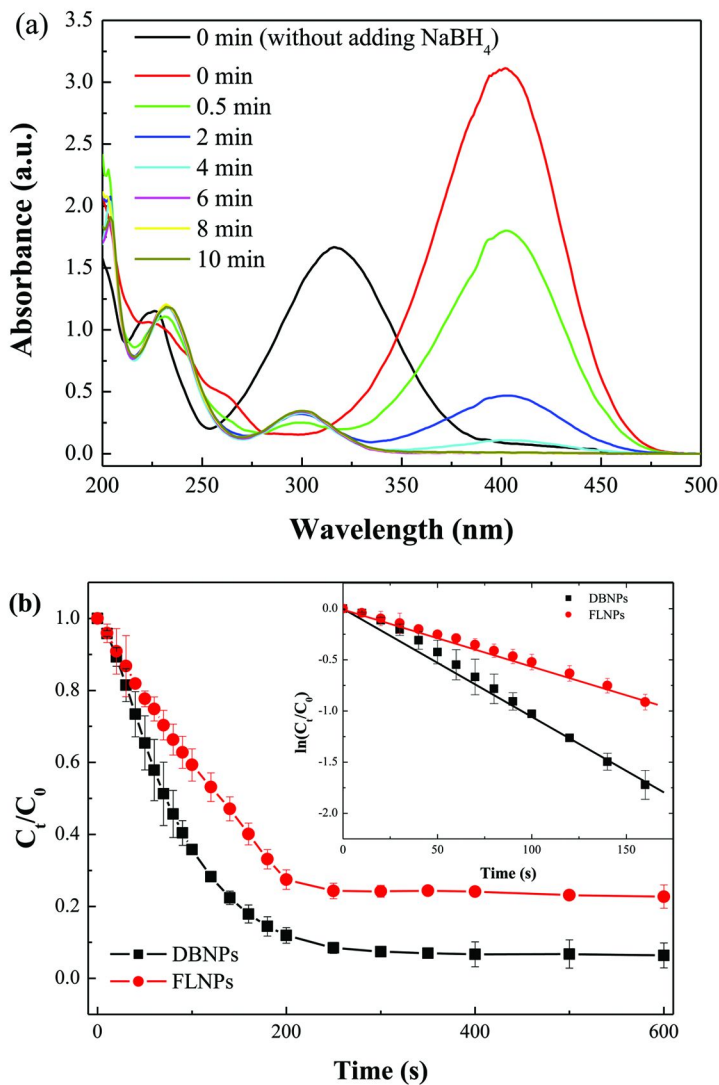 (a)
0 min (without adding NaBH4)
0 min
0.5 min
2 min
4 min
6 min
8 min
10 min
Absorbance (a.u.)
3.5
3.0
2.5
2.0
1.5
1.0
0.5
0.0
200 250 300 350 400 450 500
Wavelength (nm)
(b)
Ct/C0
1.0
0.8
0.6
0.4
0.2
0.0
DBNPs
FLNPs
0 200 400 600
Time (s)
DBNPs
FLNPs
ln(Ct/C0)
0.0
-0.5
-1.0
-1.5
-2.0
0 50 100 150
Time (s)